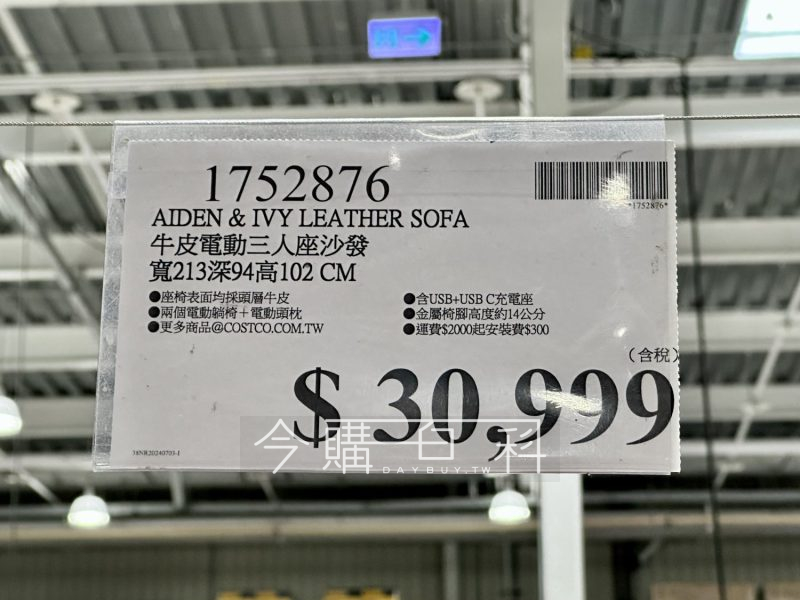 1752876
*1752876*
AIDEN & IVY LEATHER SOFA
牛皮電動三人座沙發
寬213深94高102 CM
●座椅表面均採頭層牛皮
●兩個電動躺椅＋電動頭枕
●更多商品@COSTCO.COM.TW
●含USB+USB C充電座
●金屬椅腳高度約14公分
●運費$2000起安裝費$300
（含稅）
$ 30,999
38NR20240703-1
今購百科
DAYBUY.TW